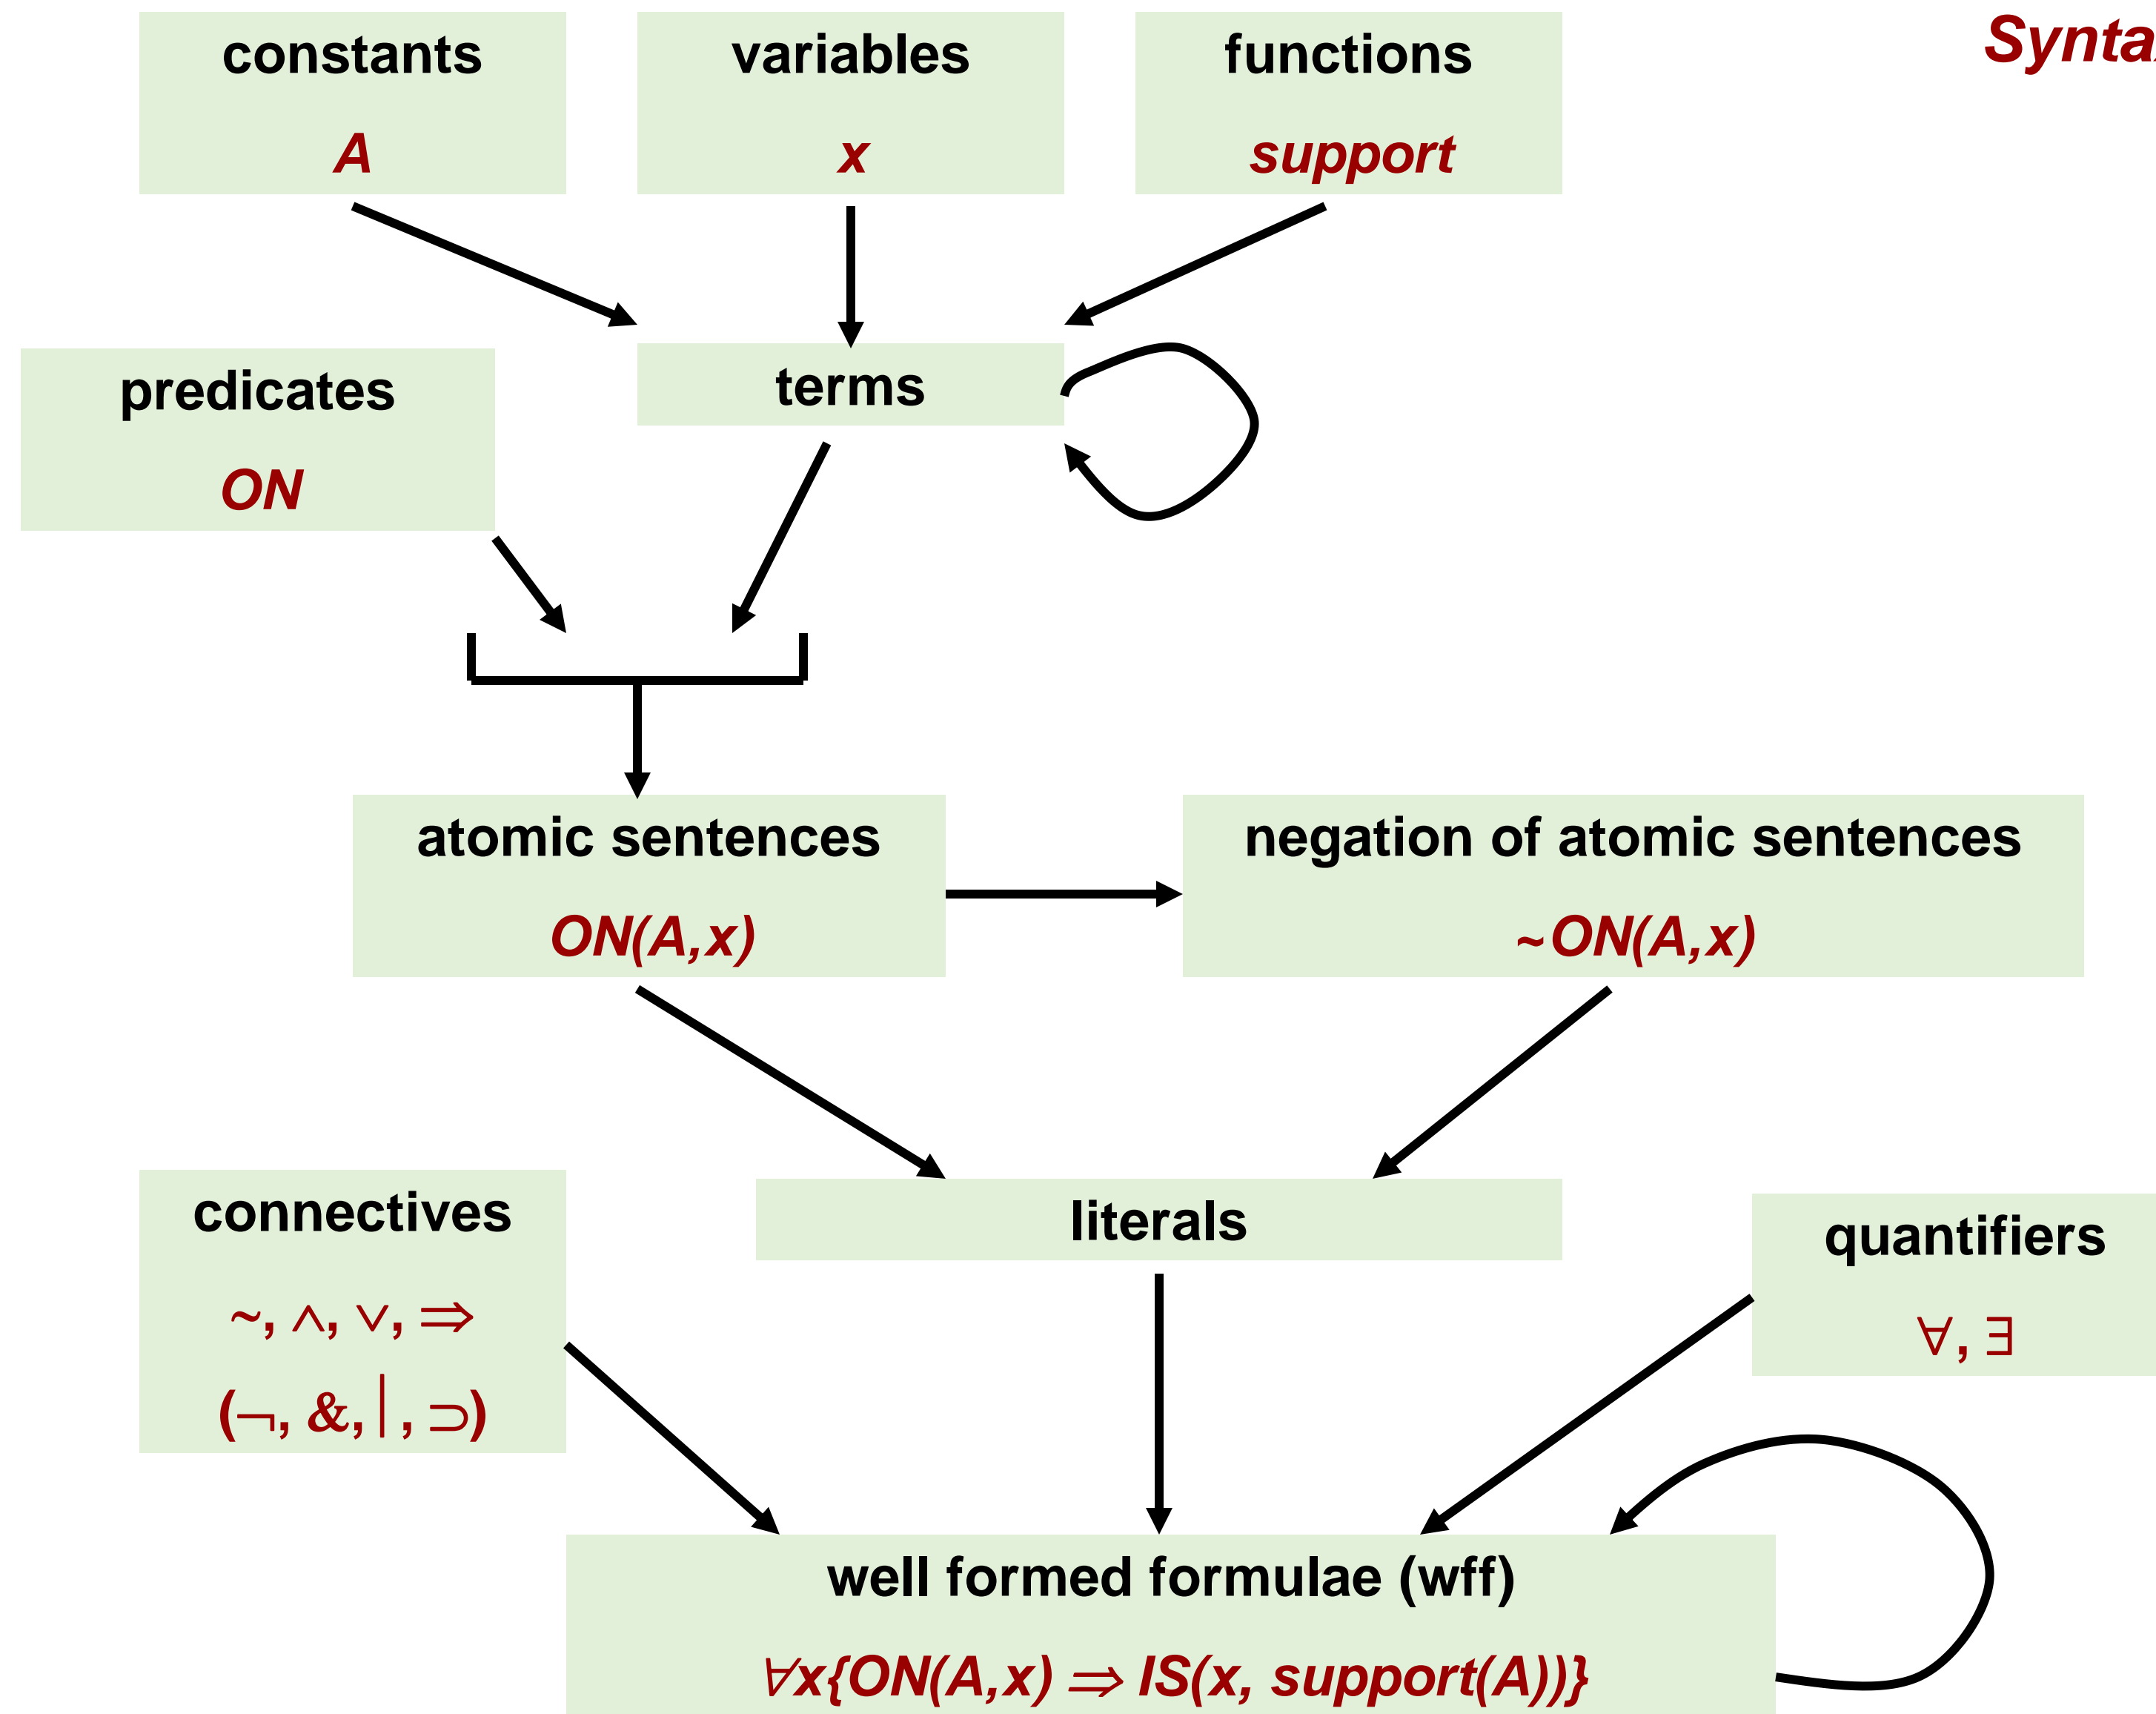 Synta
constants
A
variables
x
functions
support
predicates
ON
terms
atomic sentences
ON(A,x)
negation of atomic sentences
~ON(A,x)
connectives
~, ∧, ∨, ⇒
(¬, &, |, ⊃)
literals
quantifiers
∀, ∃
well formed formulae (wff)
∀x{ON(A,x) ⇒ IS(x, support(A))}